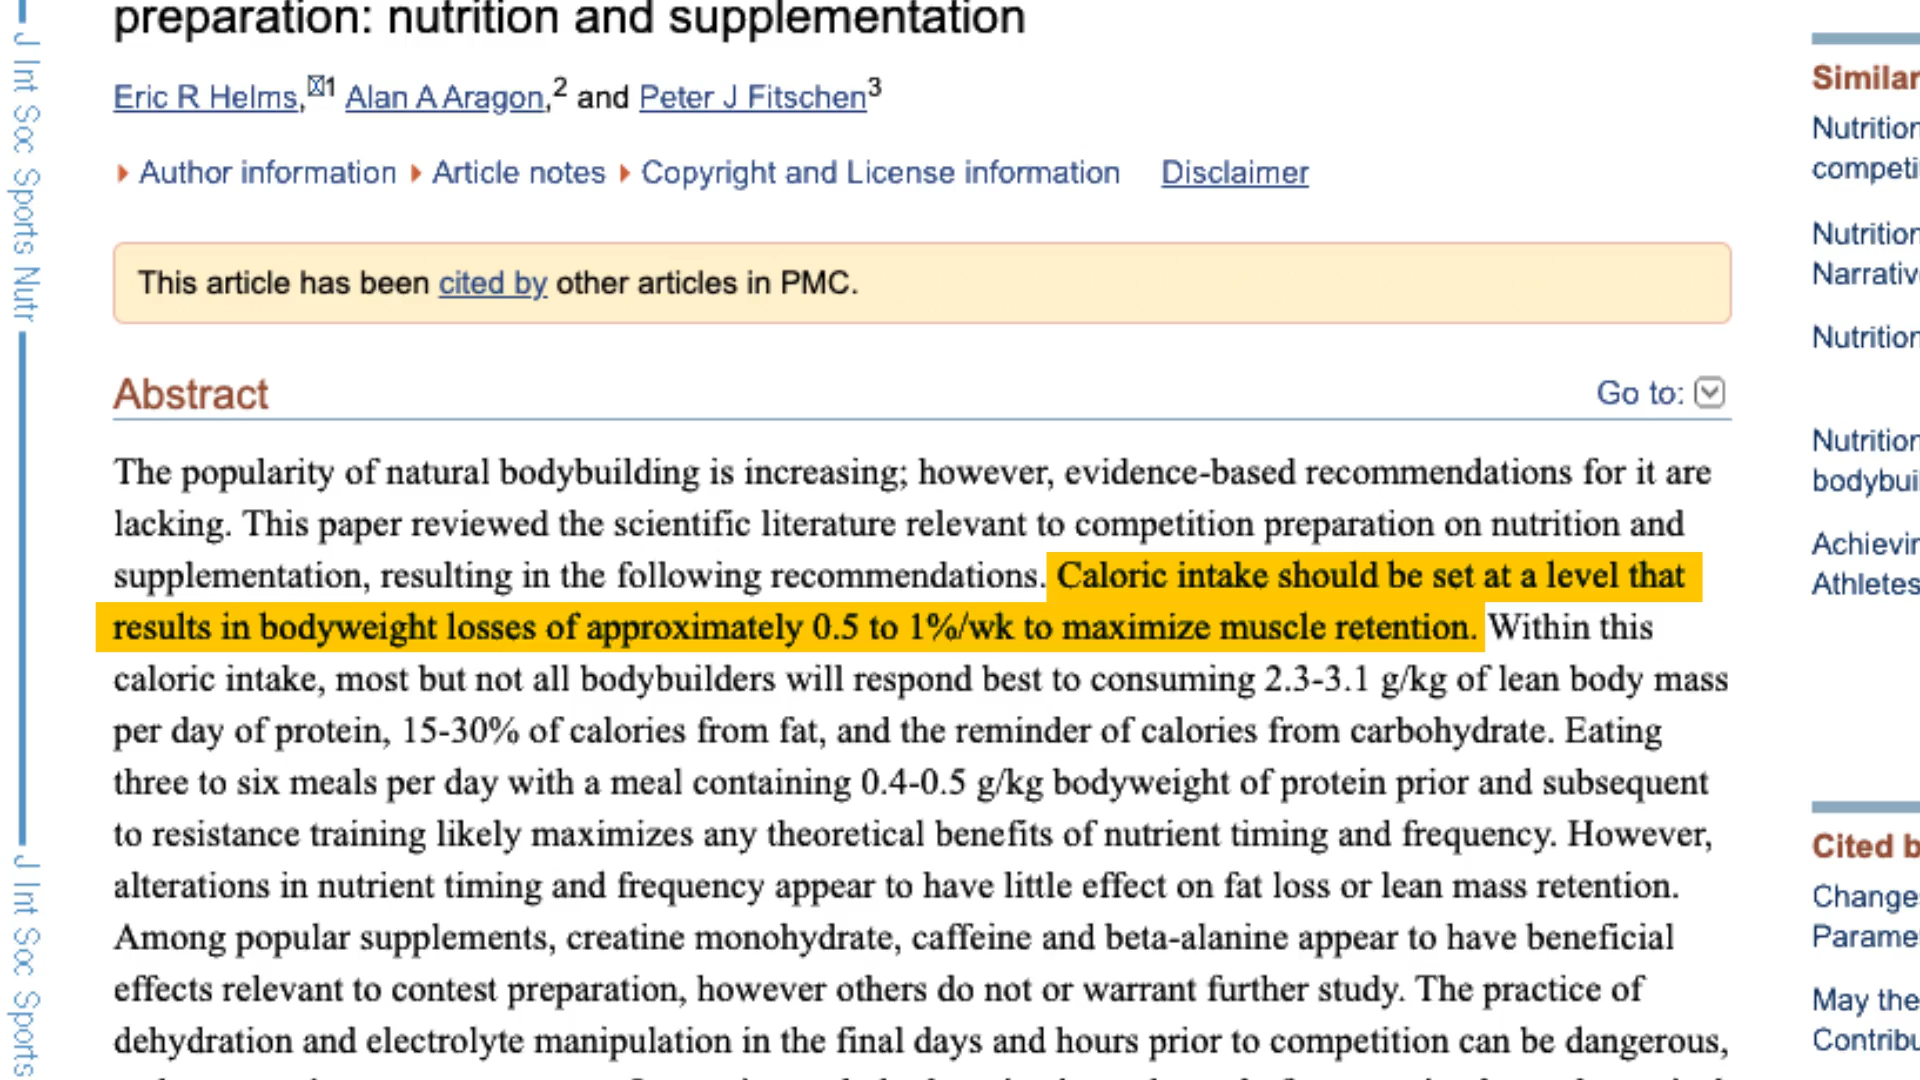 preparation: nutrition and supplementation
Eric R Helms,1 Alan A Aragon,2 and Peter J Fitschen3
Author information Article notes Copyright and License information Disclaimer
This article has been cited by other articles in PMC.
Abstract
Go to:
The popularity of natural bodybuilding is increasing; however, evidence-based recommendations for it are
lacking. This paper reviewed the scientific literature relevant to competition preparation on nutrition and
supplementation, resulting in the following recommendations. Caloric intake should be set at a level that
results in bodyweight losses of approximately 0.5 to 1%/wk to maximize muscle retention. Within this
caloric intake, most but not all bodybuilders will respond best to consuming 2.3-3.1 g/kg of lean body mass
per day of protein, 15-30% of calories from fat, and the reminder of calories from carbohydrate. Eating
three to six meals per day with a meal containing 0.4-0.5 g/kg bodyweight of protein prior and subsequent
to resistance training likely maximizes any theoretical benefits of nutrient timing and frequency. However,
alterations in nutrient timing and frequency appear to have little effect on fat loss or lean mass retention.
Among popular supplements, creatine monohydrate, caffeine and beta-alanine appear to have beneficial
effects relevant to contest preparation, however others do not or warrant further study. The practice of
dehydration and electrolyte manipulation in the final days and hours prior to competition can be dangerous,
J Int Soc Sports Nutr
J Int Soc Sports
Similar
Nutrition
competi
Nutrition
Narrativ
Nutrition
Nutrition
bodybui
Achievin
Athletes
Cited b
Change
Parame
May the
Contribu